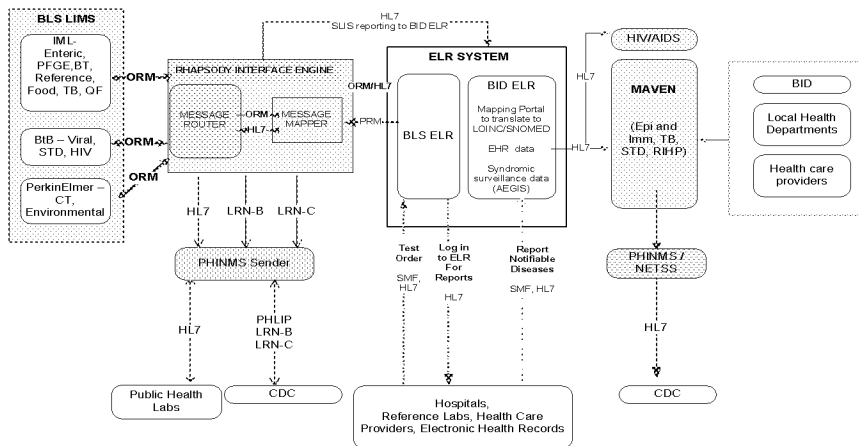 BLS LIMS
IML-
Enteric,
PFGE,BT,
Reference,
Food, TB, QF
BtB – Viral,
STD, HIV
PerkinElmer –
CT,
Environmental
ORM
ORM
ORM
HL7
SLIS reporting to BID ELR
RHAPSODY INTERFACE ENGINE
MESSAGE
ROUTER
ORM
HL7
MESSAGE
MAPPER
ORM/HL7
PRM
ELR SYSTEM
BLS ELR
BID ELR
Mapping Portal
to translate to
LOINC/SNOMED
EHR data
Syndromic
surveillance data
(AEGIS)
HL7
HL7
HIV/AIDS
MAVEN
(Epi and
Imm, TB,
STD, RIHP)
BID
Local Health
Departments
Health care
providers
HL7
LRN-B
LRN-C
PHINMS Sender
HL7
PHLIP
LRN-B
LRN-C
Public Health
Labs
CDC
Test
Order
SMF,
HL7
Log in
to ELR
For
Reports
HL7
Report
Notifiable
Diseases
SMF, HL7
Hospitals,
Reference Labs, Health Care
Providers, Electronic Health Records
PHINMS /
NETSS
HL7
CDC